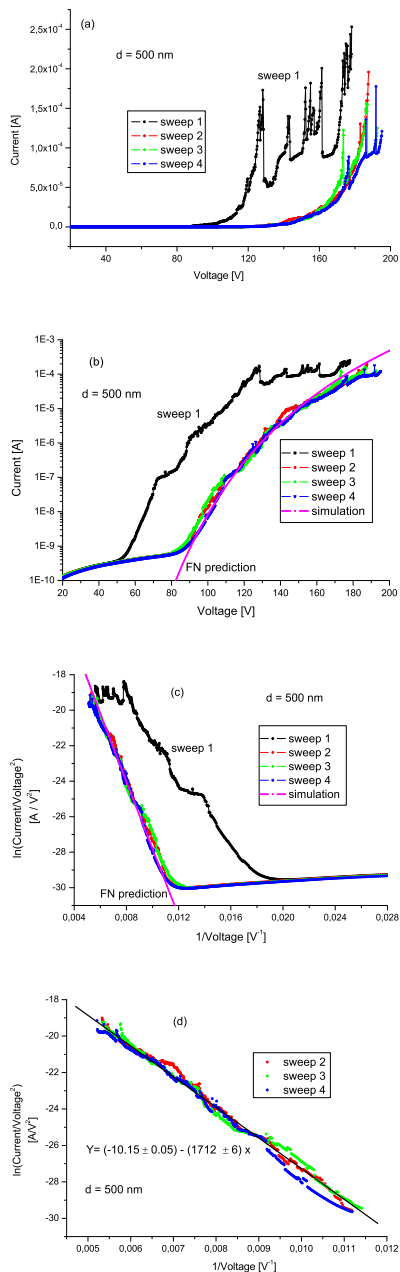 (a)
d = 500 nm
sweep 1
sweep 1
sweep 2
sweep 3
sweep 4
Current [A]
2,5x10⁻⁴
2,0x10⁻⁴
1,5x10⁻⁴
1,0x10⁻⁴
5,0x10⁻⁵
0,0
40 80 120 160 200
Voltage [V]
(b)
d = 500 nm
sweep 1
sweep 1
sweep 2
sweep 3
sweep 4
simulation
FN prediction
Current [A]
1E-3
1E-4
1E-5
1E-6
1E-7
1E-8
1E-9
1E-10
20 40 60 80 100 120 140 160 180 200
Voltage [V]
(c)
d = 500 nm
sweep 1
sweep 1
sweep 2
sweep 3
sweep 4
simulation
FN prediction
ln(Current/Voltage²)
[A / V²]
-18
-20
-22
-24
-26
-28
-30
0,004 0,008 0,012 0,016 0,020 0,024 0,028
1/Voltage [V⁻¹]
(d)
sweep 2
sweep 3
sweep 4
Y= (-10.15 ± 0.05) - (1712 ± 6) x
d = 500 nm
ln(Current/Voltage²)
[A/V²]
-18
-20
-22
-24
-26
-28
-30
0,005 0,006 0,007 0,008 0,009 0,010 0,011 0,012
1/Voltage [V⁻¹]